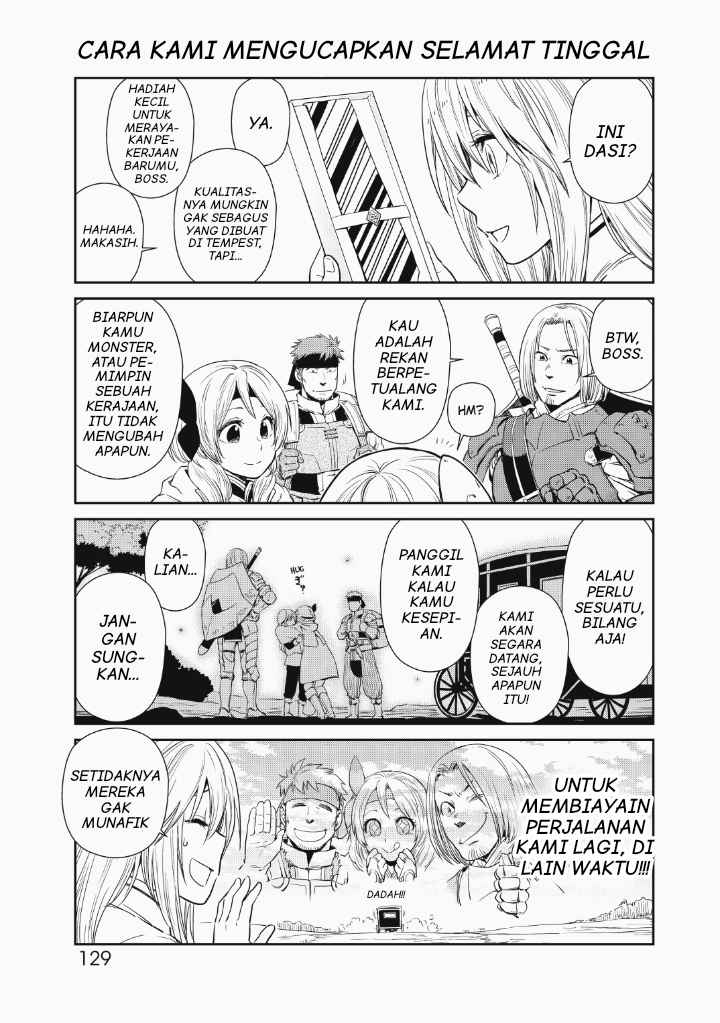 CARA KAMI MENGUCAPKAN SELAMAT TINGGAL
INI
DASI?
YA.
HADIAH
KECIL
UNTUK
MERAYA-
KAN PE-
KERJAAN
BARUMU,
BOSS.
KUALITAS-
NYA MUNGKIN
GAK SEBAGUS
YANG DIBUAT
DI TEMPEST,
TAPI...
HAHAHA.
MAKASIH.
BTW,
BOSS.
HM?
KAU
ADALAH
REKAN
BERPE-
TUALANG
KAMI.
BIARPUN
KAMU
MONSTER,
ATAU PE-
MIMPIN
SEBUAH
KERAJAAN,
ITU TIDAK
MENGUBAH
APAPUN.
KALAU
PERLU
SESUATU,
BILANG
AJA!
KAMI
AKAN
SEGARA
DATANG,
SEJAUH
APAPUN
ITU!
PANGGIL
KAMI
KALAU
KAMU
KESEPI-
AN.
HUG
KA-
LIAN...
JAN-
GAN
SUNG-
KAN...
UNTUK
MEMBIAYAIN
PERJALANAN
KAMI LAGI, DI
LAIN WAKTU!!!
DADAH!!!
SETIDAKNYA
MEREKA
GAK
MUNAFIK
129